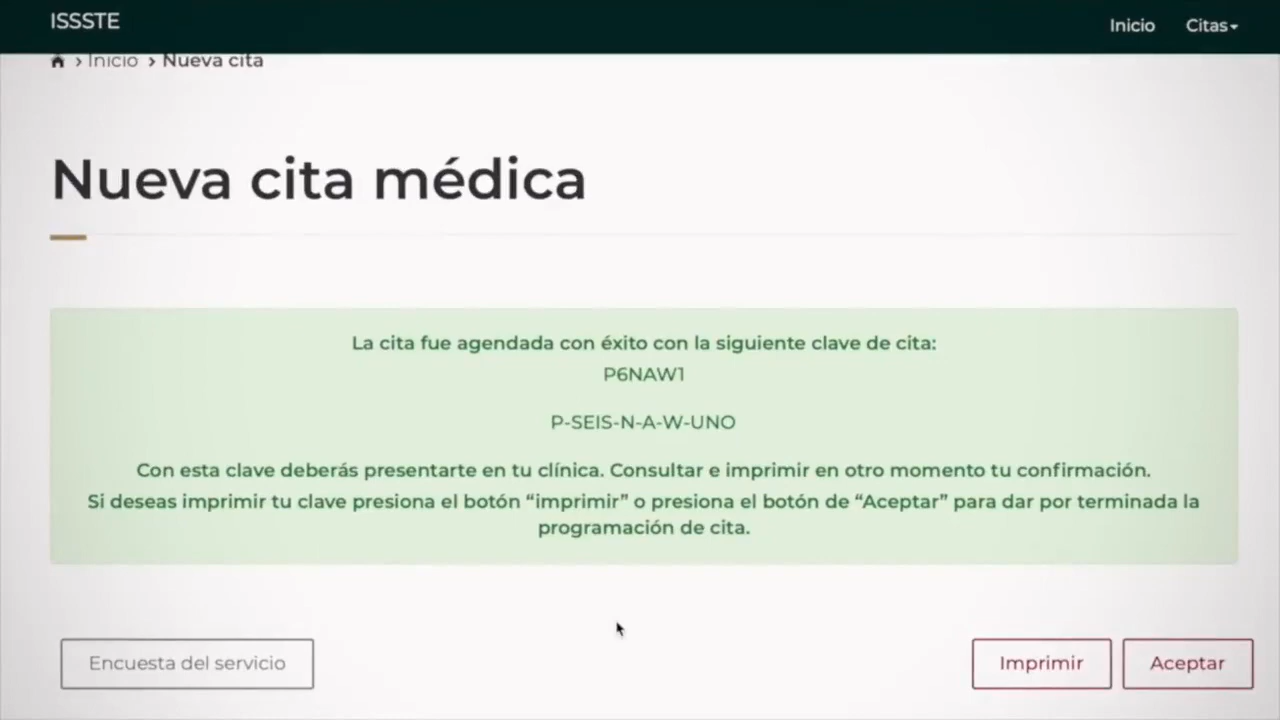 ISSSTE
Inicio
Citas
Inicio
Nueva cita
Nueva cita médica
La cita fue agendada con éxito con la siguiente clave de cita:
P6NAW1
P-SEIS-N-A-W-UNO
Con esta clave deberás presentarte en tu clínica. Consultar e imprimir en otro momento tu confirmación.
Si deseas imprimir tu clave presiona el botón “imprimir” o presiona el botón de “Aceptar” para dar por terminada la
programación de cita.
Encuesta del servicio
Imprimir
Aceptar